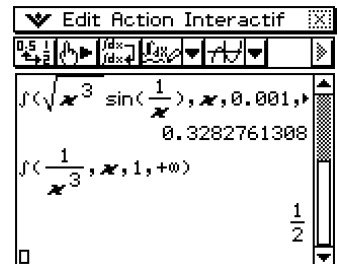 Edit Action Interactif
∫(√x³ sin(1/x),x,0.001,▶
0.3282761308
∫(1/x³,x,1,+∞)
1/2